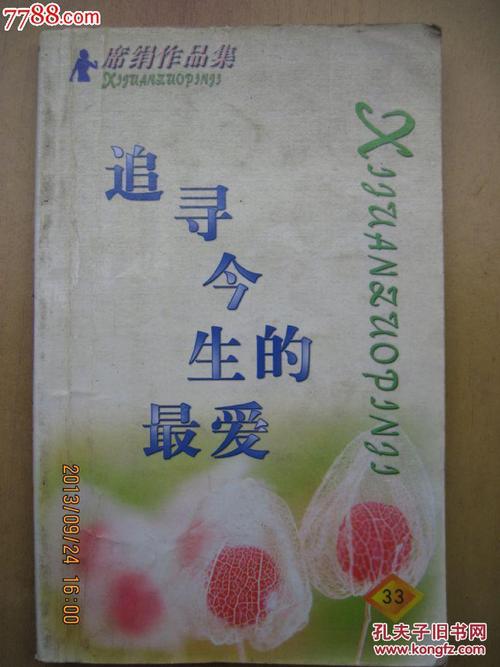 7788.com
席绢作品集
XIJUANZUOPINJI
追
寻
今
生的
最爱
XIJUANZUOPINJI
2013/09/24 16:00
33
孔夫子旧书网
www.kongfz.com